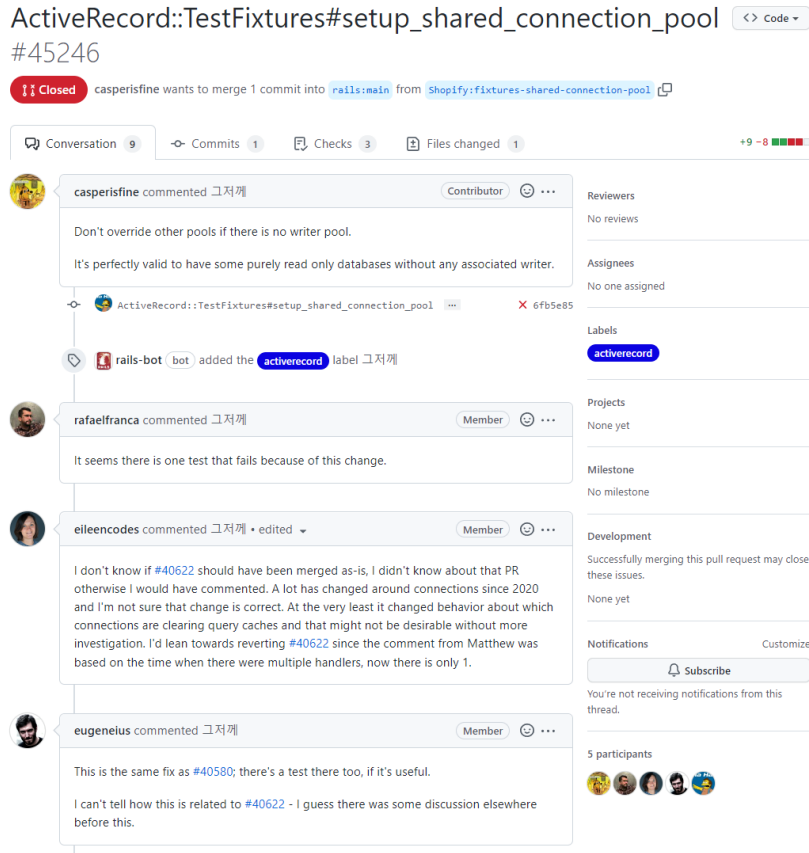 ActiveRecord::TestFixtures#setup_shared_connection_pool
<> Code
#45246
Closed casperisfine wants to merge 1 commit into rails:main from Shopify:fixtures-shared-connection-pool
Conversation 9 Commits 1 Checks 3 Files changed 1 +9 −8
casperisfine commented 그저께 Contributor
Don't override other pools if there is no writer pool.
It's perfectly valid to have some purely read only databases without any associated writer.
ActiveRecord::TestFixtures#setup_shared_connection_pool … 6fb5e85
rails-bot bot added the activerecord label 그저께
rafaelfranca commented 그저께 Member
It seems there is one test that fails because of this change.
eileencodes commented 그저께 • edited Member
I don't know if #40622 should have been merged as-is, I didn't know about that PR
otherwise I would have commented. A lot has changed around connections since 2020
and I'm not sure that change is correct. At the very least it changed behavior about which
connections are clearing query caches and that might not be desirable without more
investigation. I'd lean towards reverting #40622 since the comment from Matthew was
based on the time when there were multiple handlers, now there is only 1.
eugeneius commented 그저께 Member
This is the same fix as #40580; there's a test there too, if it's useful.
I can't tell how this is related to #40622 - I guess there was some discussion elsewhere
before this.
Reviewers
No reviews
Assignees
No one assigned
Labels
activerecord
Projects
None yet
Milestone
No milestone
Development
Successfully merging this pull request may close
these issues.
None yet
Notifications Customize
Subscribe
You're not receiving notifications from this
thread.
5 participants